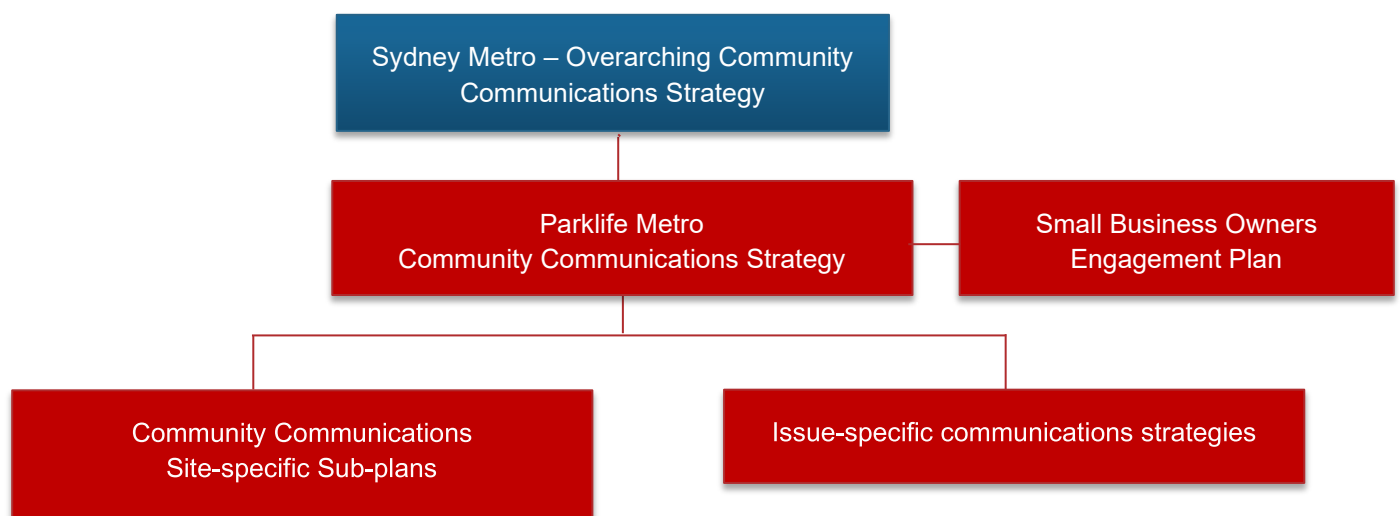 Sydney Metro – Overarching Community
Communications Strategy
Parklife Metro
Community Communications Strategy
Small Business Owners
Engagement Plan
Community Communications
Site-specific Sub-plans
Issue-specific communications strategies